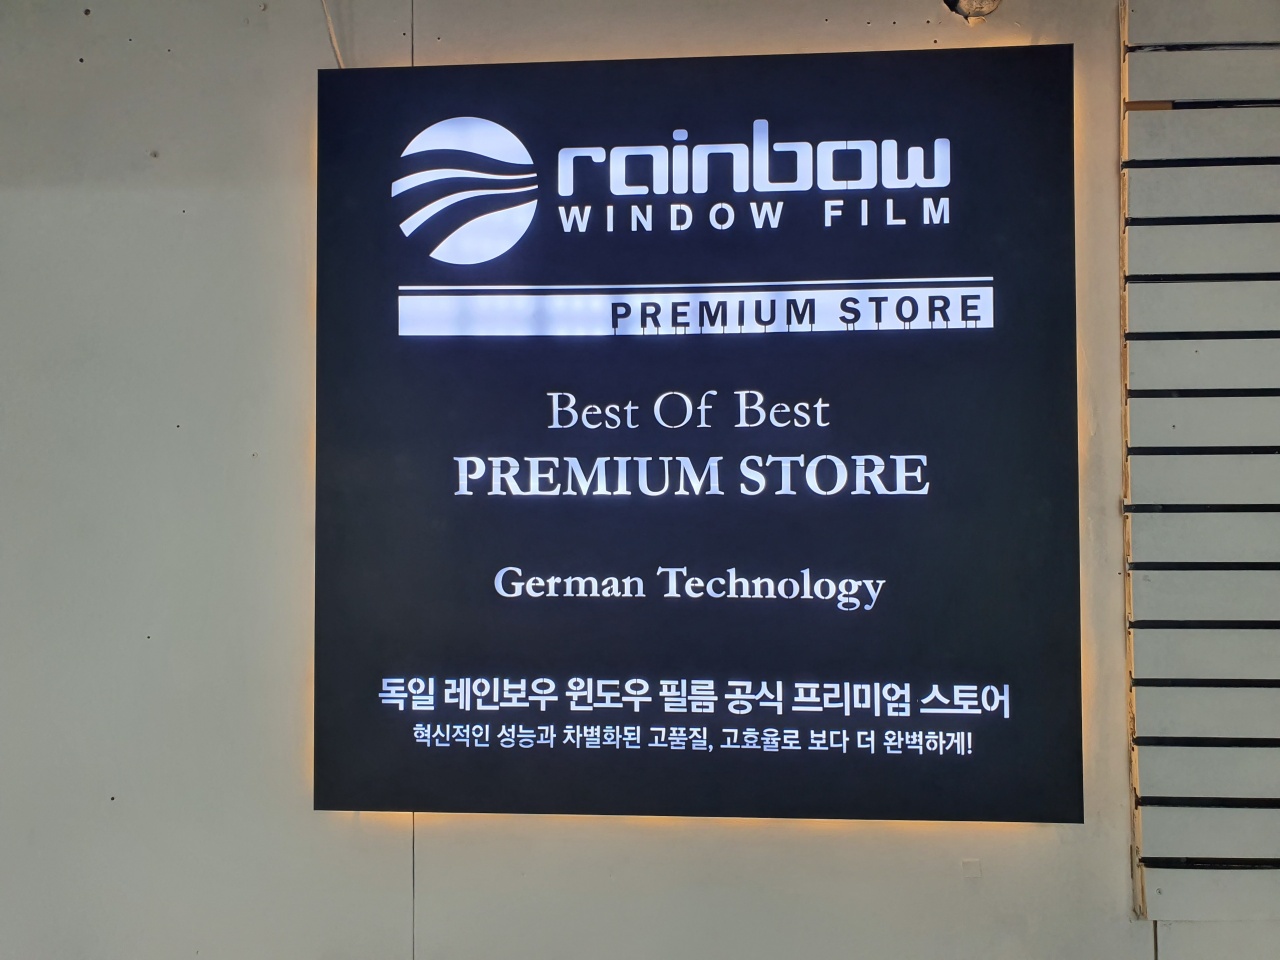 rainbow
WINDOW FILM
PREMIUM STORE
Best Of Best
PREMIUM STORE
German Technology
독일 레인보우 윈도우 필름 공식 프리미엄 스토어
혁신적인 성능과 차별화된 고품질, 고효율로 보다 더 완벽하게!